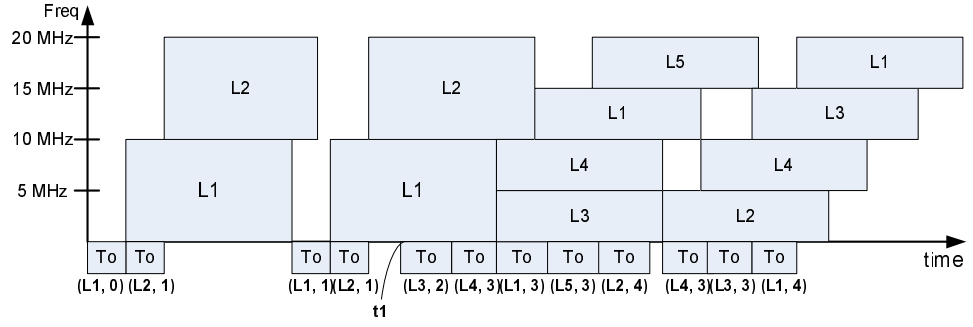 Freq
20 MHz
L2 L2 L5 L1
15 MHz
L1 L3
10 MHz
L1 L1 L4 L4
5 MHz
L3 L2
To To To To To To To To To To To To
time
(L1, 0) (L2, 1) (L1, 1)(L2, 1) (L3, 2) (L4, 3)(L1, 3) (L5, 3) (L2, 4) (L4, 3)(L3, 3) (L1, 4)
t1